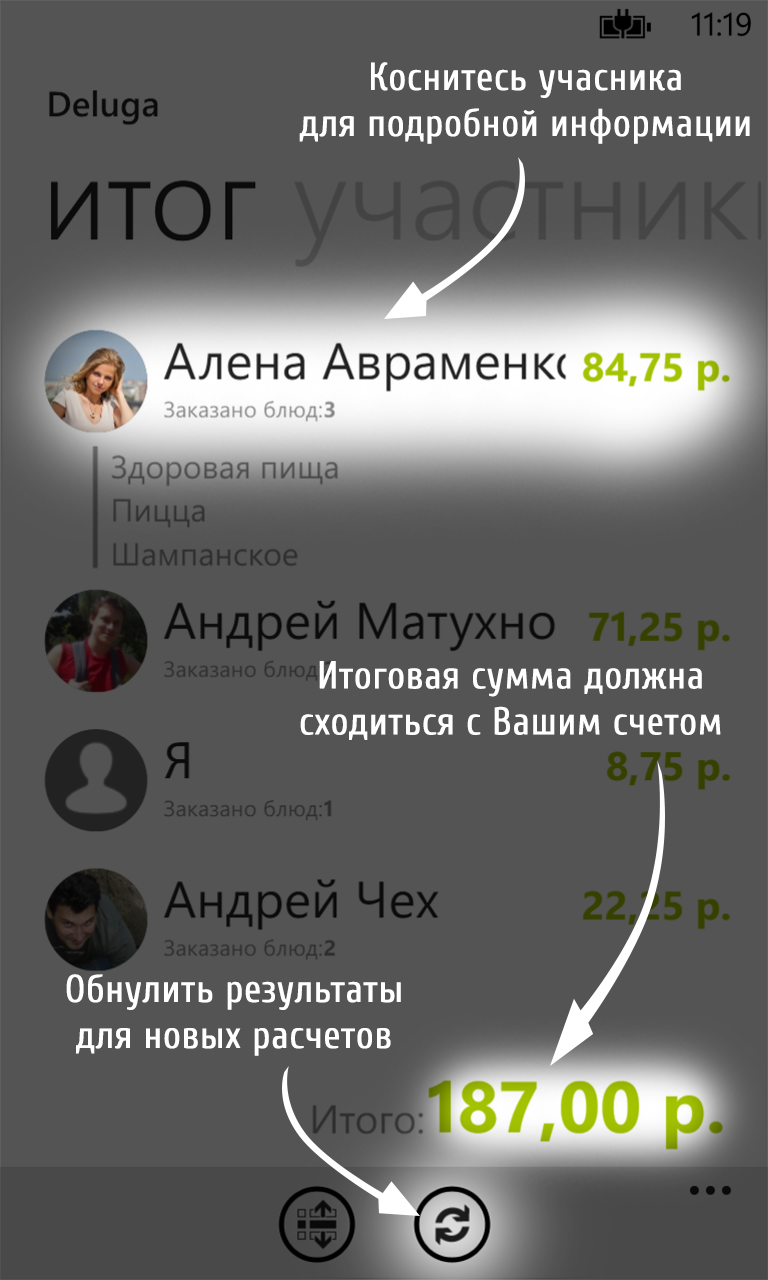 11:19
Коснитесь учасника
для подробной информации
Deluga
итог участник
Алена Авраменк 84,75 р.
Заказано блюд:3
Здоровая пища
Пицца
Шампанское
Андрей Матухно 71,25 р.
Заказано блюд
Итоговая сумма должна
сходиться с Вашим счетом
Я 8,75 р.
Заказано блюд:1
Андрей Чех 22,25 р.
Заказано блюд:2
Обнулить результаты
для новых расчетов
Итого: 187,00 р.